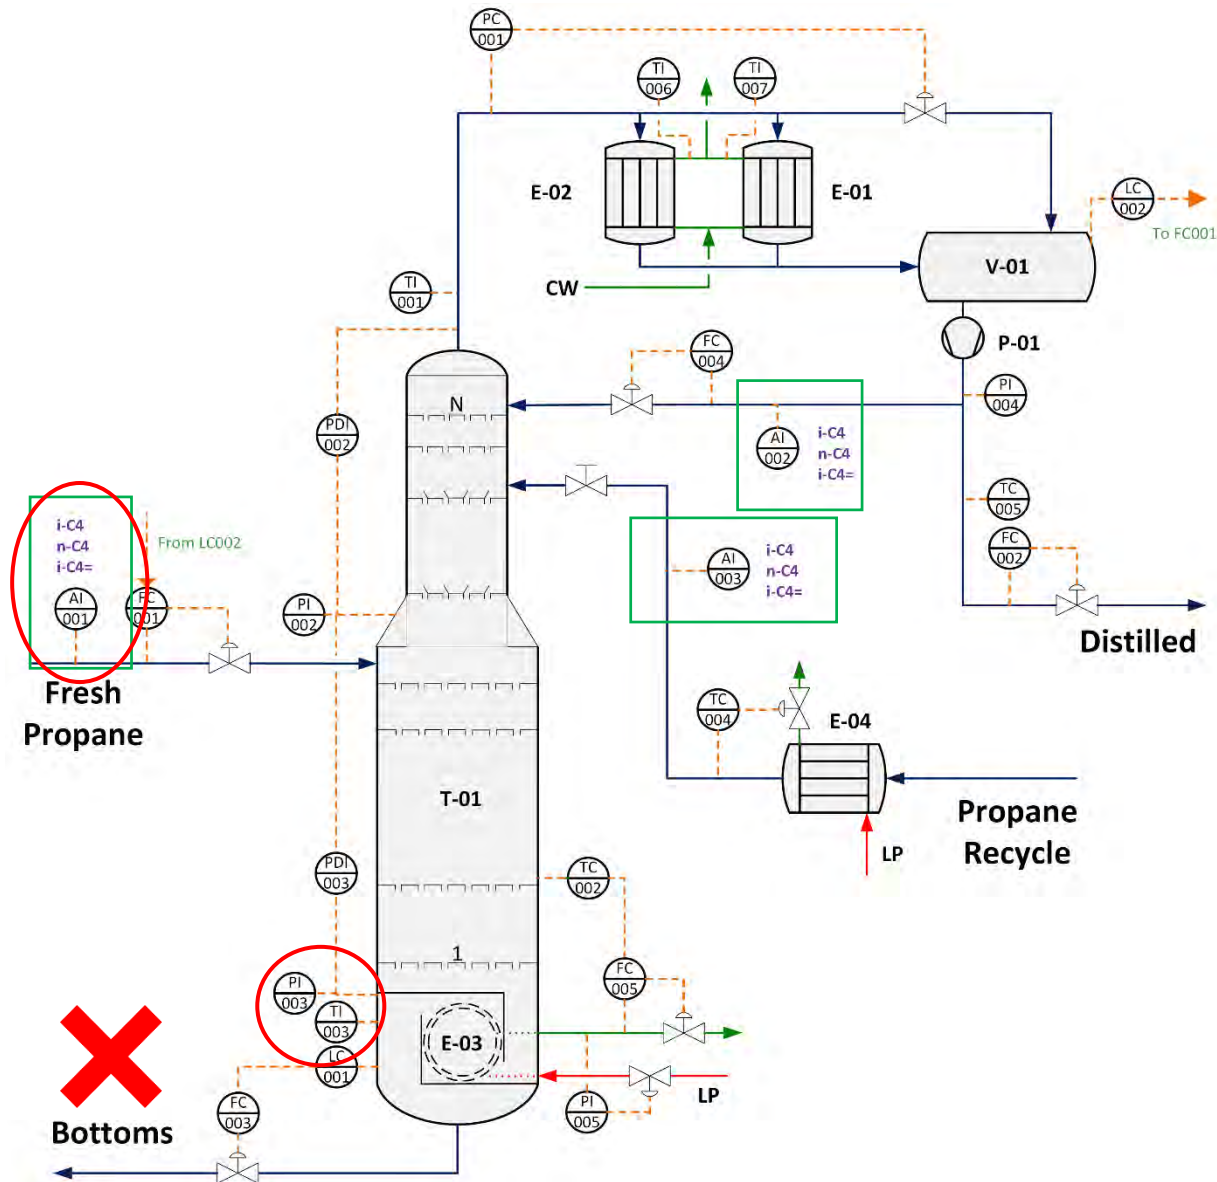 PC
001
TI
006
TI
007
E-02
E-01
LC
002
To FC001
V-01
CW
TI
001
P-01
FC
004
PI
004
N
PDI
002
AI
002
i-C4
n-C4
i-C4=
TC
005
i-C4
n-C4
i-C4=
From LC002
FC
002
AI
003
i-C4
n-C4
i-C4=
AI
001
FC
001
PI
002
Distilled
Fresh
Propane
TC
004
E-04
T-01
Propane
Recycle
LP
PDI
003
TC
002
1
PI
003
FC
005
TI
003
E-03
LC
001
LP
FC
003
PI
005
Bottoms